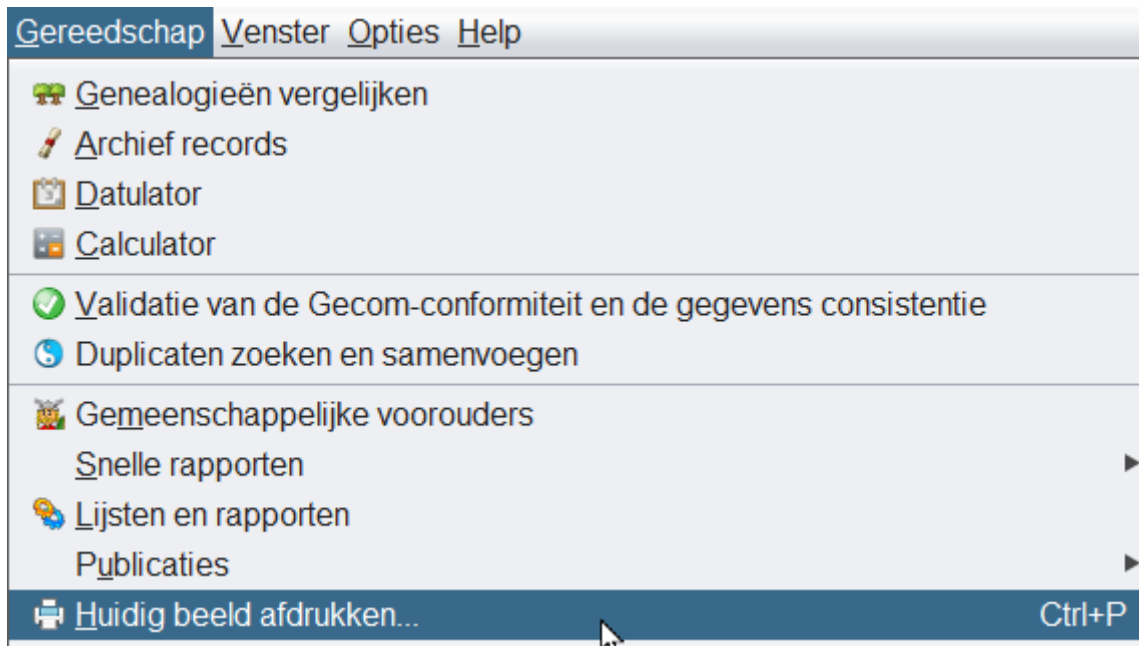 Gereedschap Venster Opties Help
Genealogieën vergelijken
Archief records
Datulator
Calculator
Validatie van de Gecom-conformiteit en de gegevens consistentie
Duplicaten zoeken en samenvoegen
Gemeenschappelijke voorouders
Snelle rapporten
Lijsten en rapporten
Publicaties
Huidig beeld afdrukken... Ctrl+P